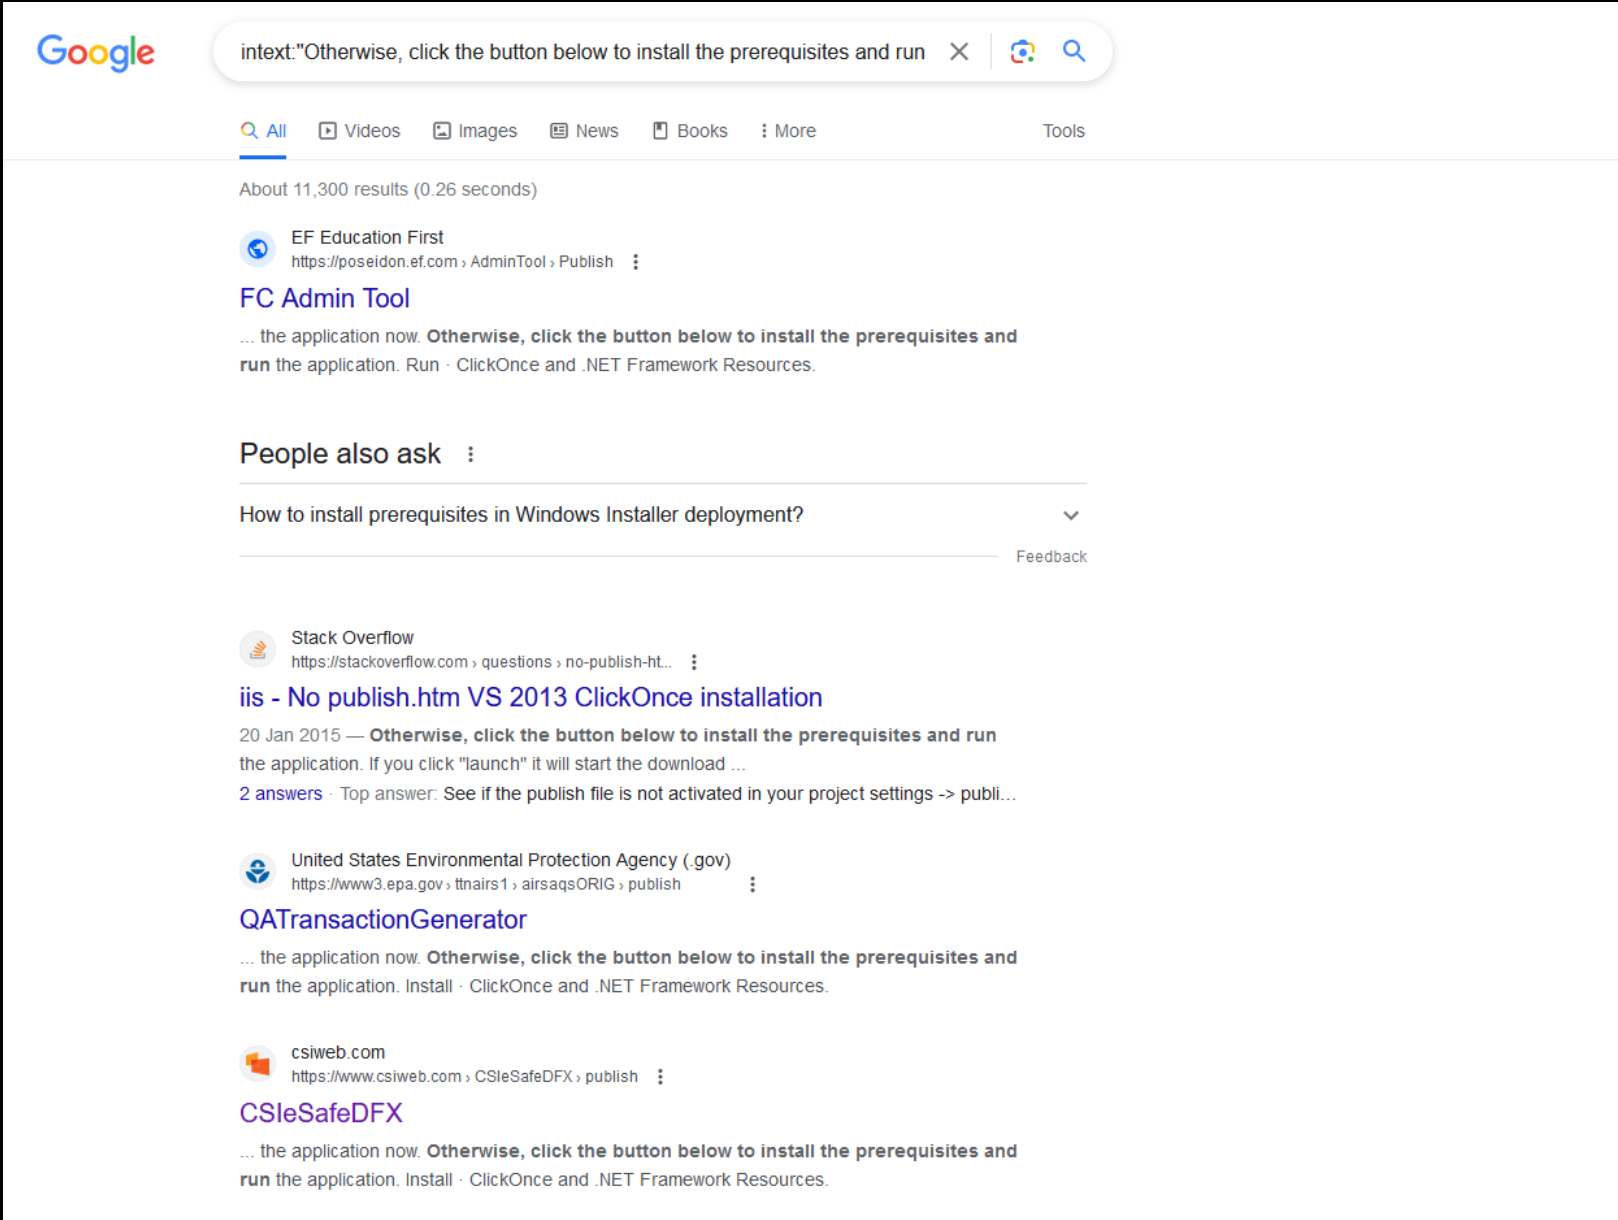 Google
intext:"Otherwise, click the button below to install the prerequisites and run
All Videos Images News Books More Tools
About 11,300 results (0.26 seconds)
EF Education First
https://poseidon.ef.com › AdminTool › Publish
FC Admin Tool
... the application now. Otherwise, click the button below to install the prerequisites and
run the application. Run · ClickOnce and .NET Framework Resources.
People also ask
How to install prerequisites in Windows Installer deployment?
Feedback
Stack Overflow
https://stackoverflow.com › questions › no-publish-ht...
iis - No publish.htm VS 2013 ClickOnce installation
20 Jan 2015 — Otherwise, click the button below to install the prerequisites and run
the application. If you click "launch" it will start the download ...
2 answers · Top answer: See if the publish file is not activated in your project settings -> publi...
United States Environmental Protection Agency (.gov)
https://www3.epa.gov › ttnairs1 › airsaqsORIG › publish
QATransactionGenerator
... the application now. Otherwise, click the button below to install the prerequisites and
run the application. Install · ClickOnce and .NET Framework Resources.
csiweb.com
https://www.csiweb.com › CSIeSafeDFX › publish
CSIeSafeDFX
... the application now. Otherwise, click the button below to install the prerequisites and
run the application. Install · ClickOnce and .NET Framework Resources.